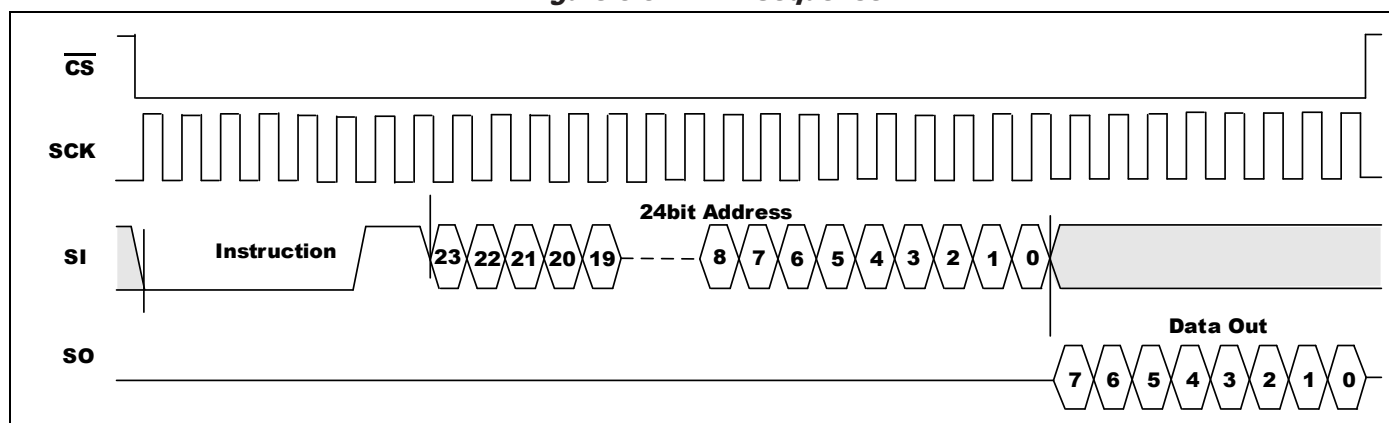 CS
SCK
24bit Address
SI
Instruction
23 22 21 20 19 8 7 6 5 4 3 2 1 0
Data Out
SO
7 6 5 4 3 2 1 0